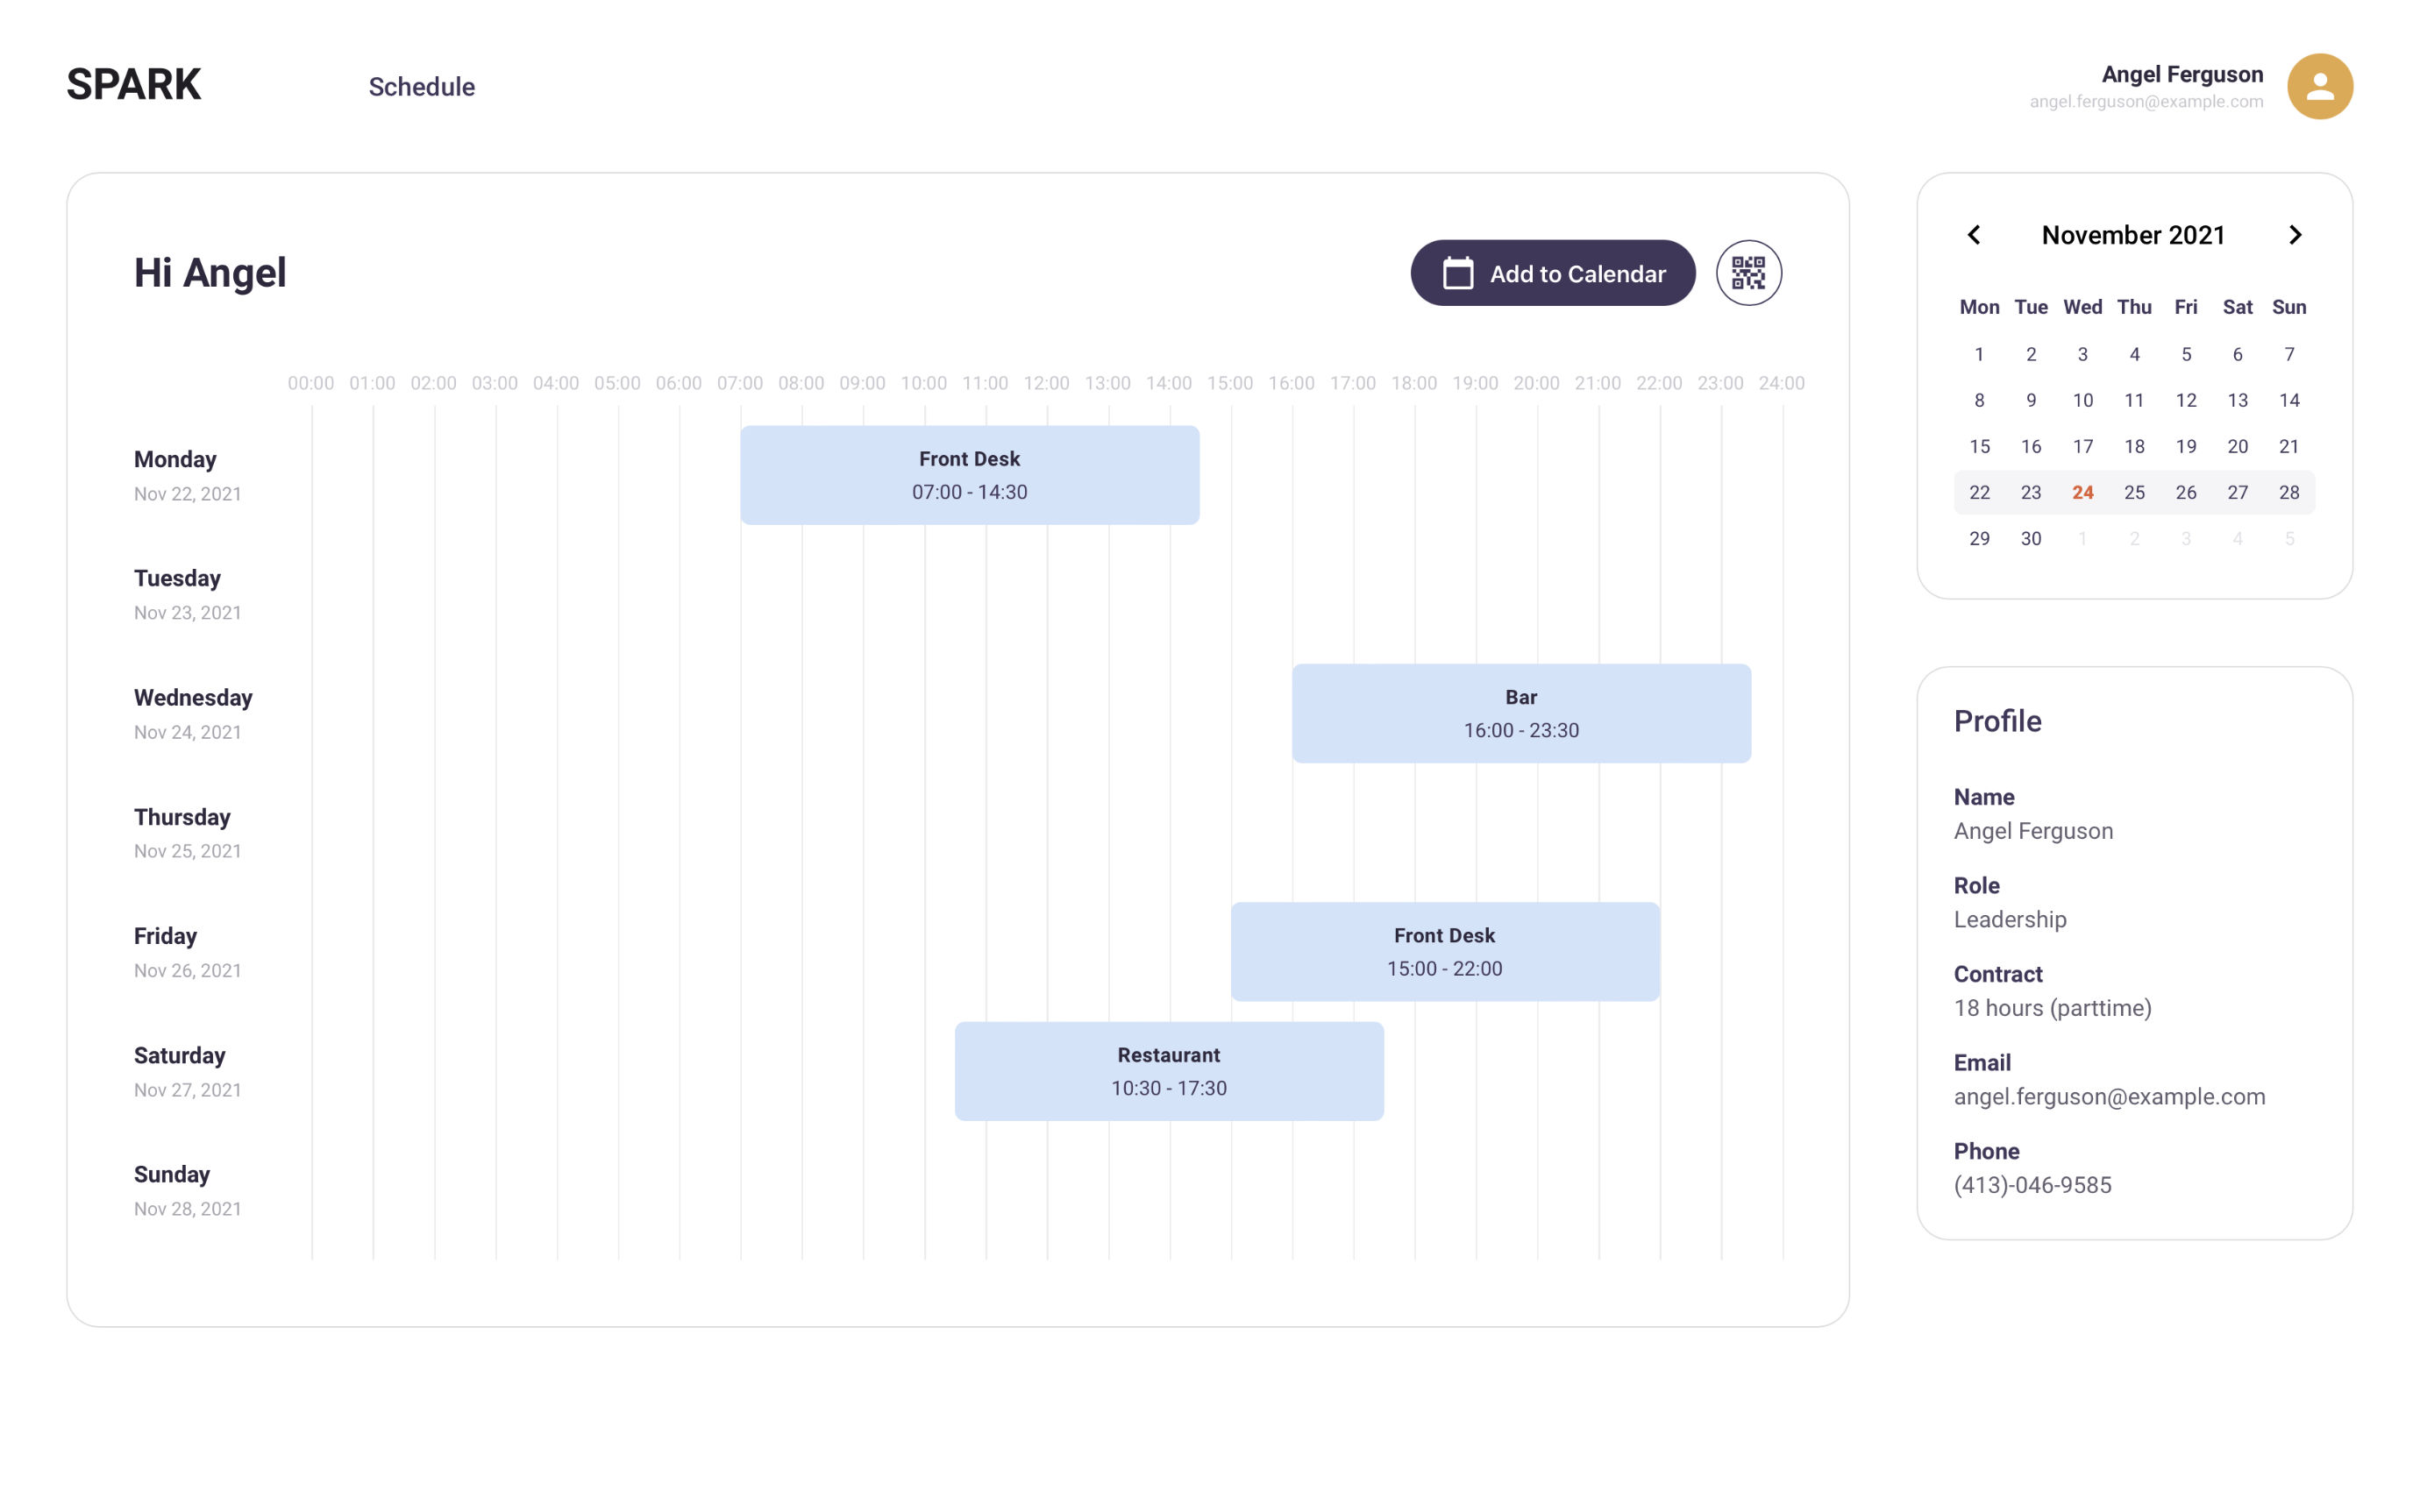 SPARK
Schedule
Angel Ferguson
angel.ferguson@example.com
Hi Angel
Add to Calendar
00:00 01:00 02:00 03:00 04:00 05:00 06:00 07:00 08:00 09:00 10:00 11:00 12:00 13:00 14:00 15:00 16:00 17:00 18:00 19:00 20:00 21:00 22:00 23:00 24:00
Monday
Nov 22, 2021
Front Desk
07:00 - 14:30
Tuesday
Nov 23, 2021
Wednesday
Nov 24, 2021
Bar
16:00 - 23:30
Thursday
Nov 25, 2021
Friday
Nov 26, 2021
Front Desk
15:00 - 22:00
Saturday
Nov 27, 2021
Restaurant
10:30 - 17:30
Sunday
Nov 28, 2021
November 2021
Mon Tue Wed Thu Fri Sat Sun
1 2 3 4 5 6 7
8 9 10 11 12 13 14
15 16 17 18 19 20 21
22 23 24 25 26 27 28
29 30 1 2 3 4 5
Profile
Name
Angel Ferguson
Role
Leadership
Contract
18 hours (parttime)
Email
angel.ferguson@example.com
Phone
(413)-046-9585